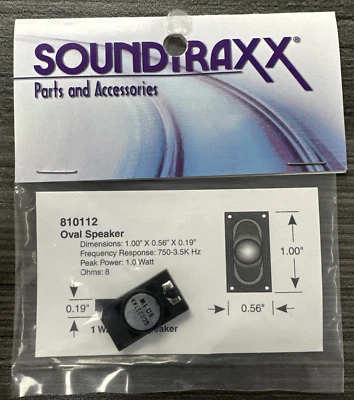 SOUNDTRAXX®
Parts and Accessories
810112
Oval Speaker
Dimensions: 1.00" X 0.56" X 0.19"
Frequency Response: 750-3.5K Hz
Peak Power: 1.0 Watt
Ohms: 8
1.00"
0.56"
0.19"